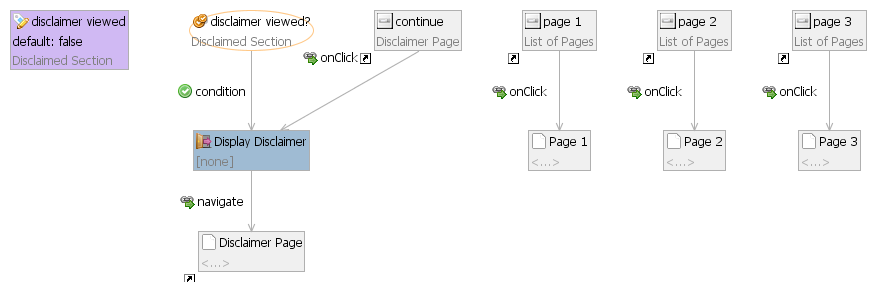 disclaimer viewed
default: false
Disclaimed Section
disclaimer viewed?
Disclaimed Section
continue
Disclaimer Page
page 1
List of Pages
page 2
List of Pages
page 3
List of Pages
onClick
condition
onClick
onClick
onClick
Display Disclaimer
[none]
Page 1
<...>
Page 2
<...>
Page 3
<...>
navigate
Disclaimer Page
<...>